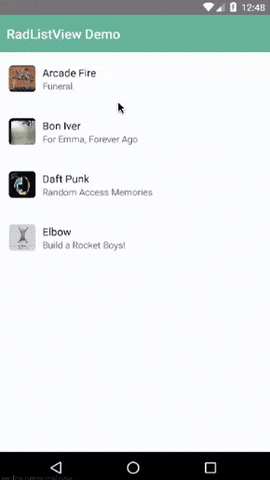 12:48
RadListView Demo
Arcade Fire
Funeral
Bon Iver
For Emma, Forever Ago
Daft Punk
Random Access Memories
Elbow
Build a Rocket Boys!